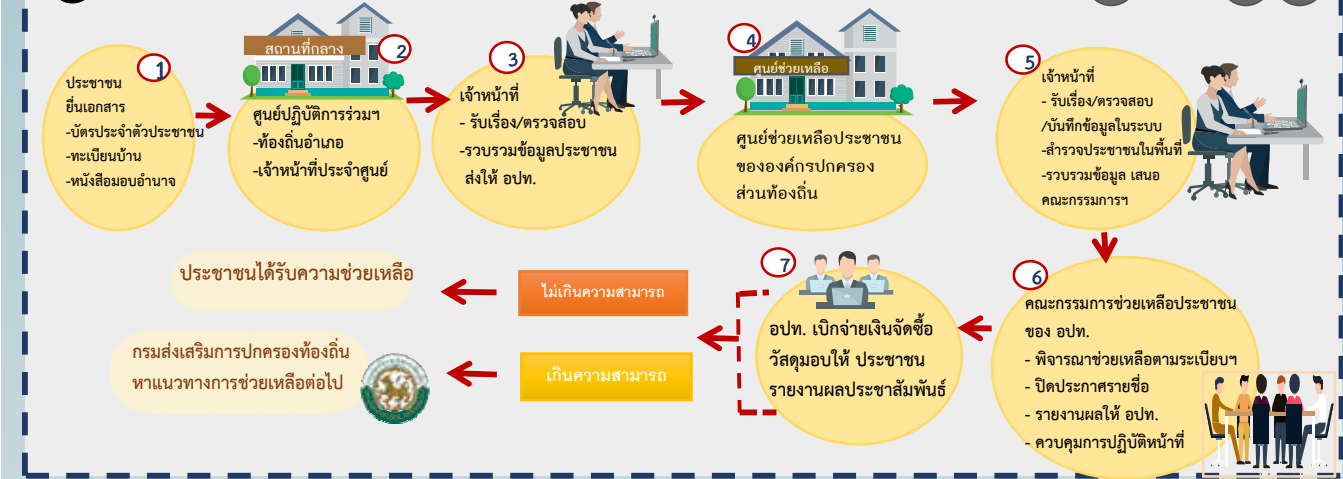 1
ประชาชน
ยื่นเอกสาร
-บัตรประจำตัวประชาชน
-ทะเบียนบ้าน
-หนังสือมอบอำนาจ
สถานที่กลาง
2
ศูนย์ปฏิบัติการร่วมฯ
-ท้องถิ่นอำเภอ
-เจ้าหน้าที่ประจำศูนย์
3
เจ้าหน้าที่
- รับเรื่อง/ตรวจสอบ
-รวบรวมข้อมูลประชาชน
ส่งให้ อปท.
4
ศูนย์ช่วยเหลือ
ศูนย์ช่วยเหลือประชาชน
ขององค์กรปกครอง
ส่วนท้องถิ่น
5
เจ้าหน้าที่
- รับเรื่อง/ตรวจสอบ
/บันทึกข้อมูลในระบบ
-สำรวจประชาชนในพื้นที่
-รวบรวมข้อมูล เสนอ
คณะกรรมการฯ
6
คณะกรรมการช่วยเหลือประชาชน
ของ อปท.
- พิจารณาช่วยเหลือตามระเบียบฯ
- ปิดประกาศรายชื่อ
- รายงานผลให้ อปท.
- ควบคุมการปฏิบัติหน้าที่
7
อปท. เบิกจ่ายเงินจัดซื้อ
วัสดุมอบให้ ประชาชน
รายงานผลประชาสัมพันธ์
ไม่เกินความสามารถ
ประชาชนได้รับความช่วยเหลือ
เกินความสามารถ
กรมส่งเสริมการปกครองท้องถิ่น
หาแนวทางการช่วยเหลือต่อไป